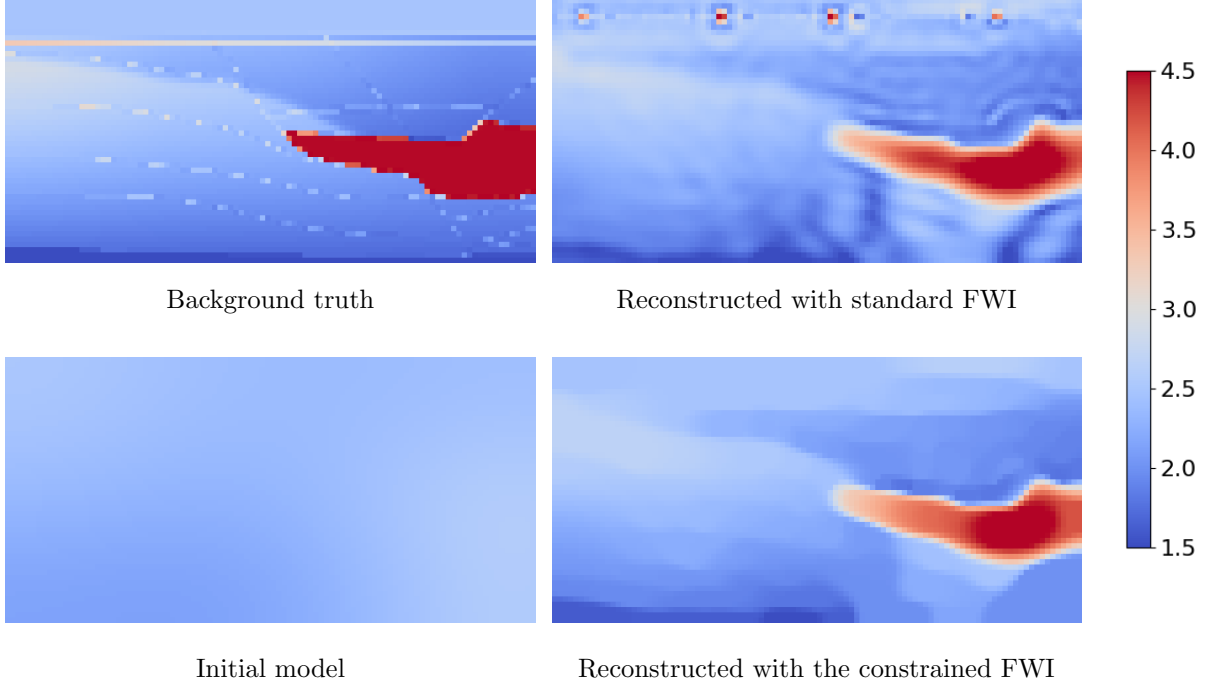 Background truth
Reconstructed with standard FWI
Initial model
Reconstructed with the constrained FWI
4.5
4.0
3.5
3.0
2.5
2.0
1.5